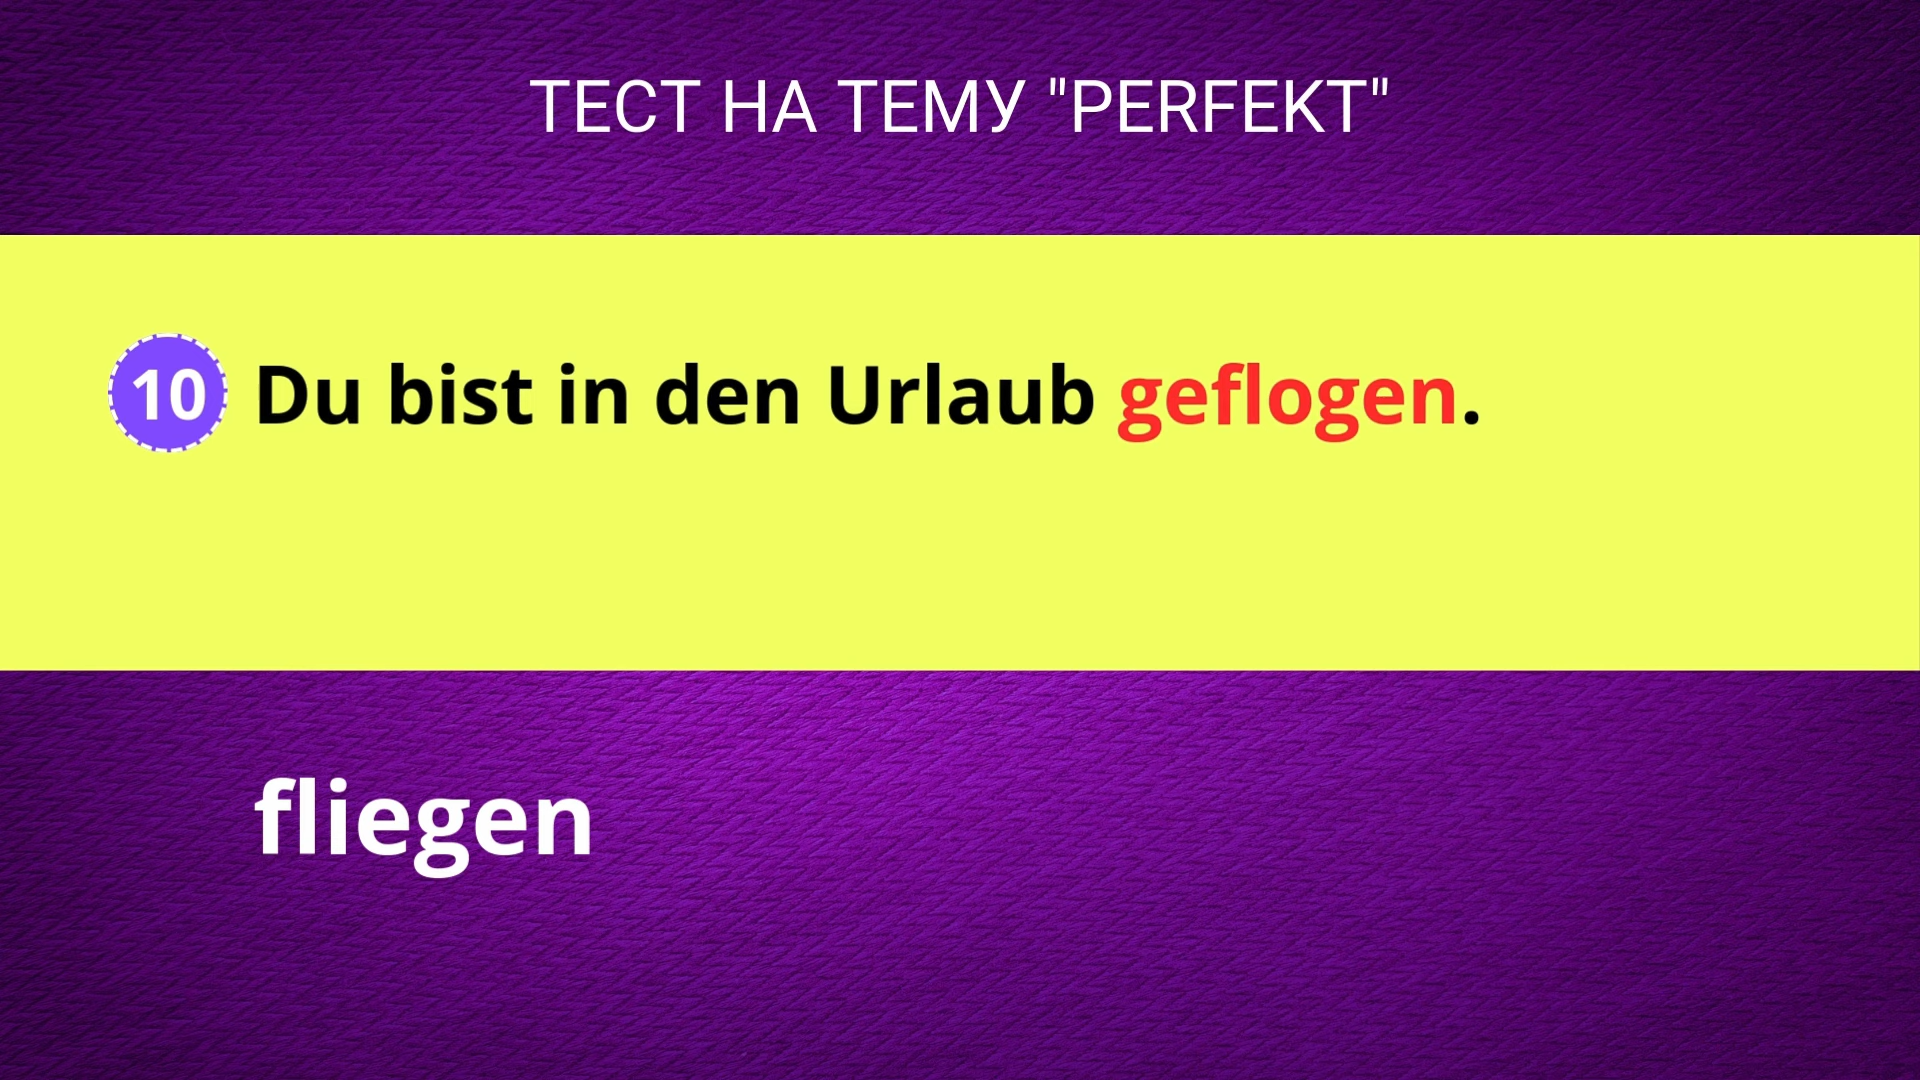 ТЕСТ НА ТЕМУ "PERFEKT"
10 Du bist in den Urlaub geflogen.
fliegen